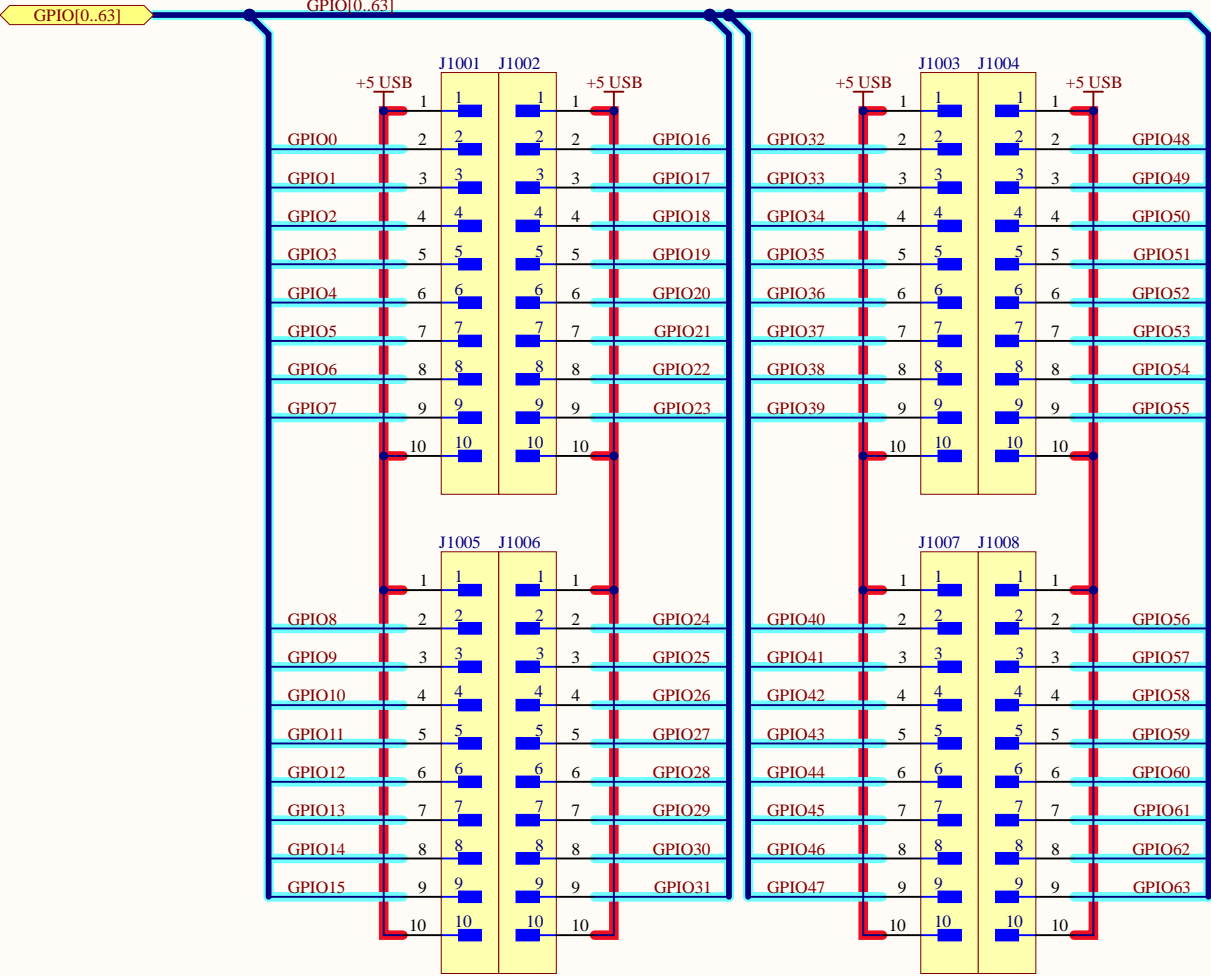 GPIO[0..63]
GPIO[0..63]
J1001 J1002 J1003 J1004
+5 USB +5 USB +5 USB +5 USB
1 1 1 1 1 1 1 1
GPIO0 2 2 2 2 GPIO16 GPIO32 2 2 2 2 GPIO48
GPIO1 3 3 3 3 GPIO17 GPIO33 3 3 3 3 GPIO49
GPIO2 4 4 4 4 GPIO18 GPIO34 4 4 4 4 GPIO50
GPIO3 5 5 5 5 GPIO19 GPIO35 5 5 5 5 GPIO51
GPIO4 6 6 6 6 GPIO20 GPIO36 6 6 6 6 GPIO52
GPIO5 7 7 7 7 GPIO21 GPIO37 7 7 7 7 GPIO53
GPIO6 8 8 8 8 GPIO22 GPIO38 8 8 8 8 GPIO54
GPIO7 9 9 9 9 GPIO23 GPIO39 9 9 9 9 GPIO55
10 10 10 10 10 10 10 10
J1005 J1006 J1007 J1008
1 1 1 1 1 1 1 1
GPIO8 2 2 2 2 GPIO24 GPIO40 2 2 2 2 GPIO56
GPIO9 3 3 3 3 GPIO25 GPIO41 3 3 3 3 GPIO57
GPIO10 4 4 4 4 GPIO26 GPIO42 4 4 4 4 GPIO58
GPIO11 5 5 5 5 GPIO27 GPIO43 5 5 5 5 GPIO59
GPIO12 6 6 6 6 GPIO28 GPIO44 6 6 6 6 GPIO60
GPIO13 7 7 7 7 GPIO29 GPIO45 7 7 7 7 GPIO61
GPIO14 8 8 8 8 GPIO30 GPIO46 8 8 8 8 GPIO62
GPIO15 9 9 9 9 GPIO31 GPIO47 9 9 9 9 GPIO63
10 10 10 10 10 10 10 10